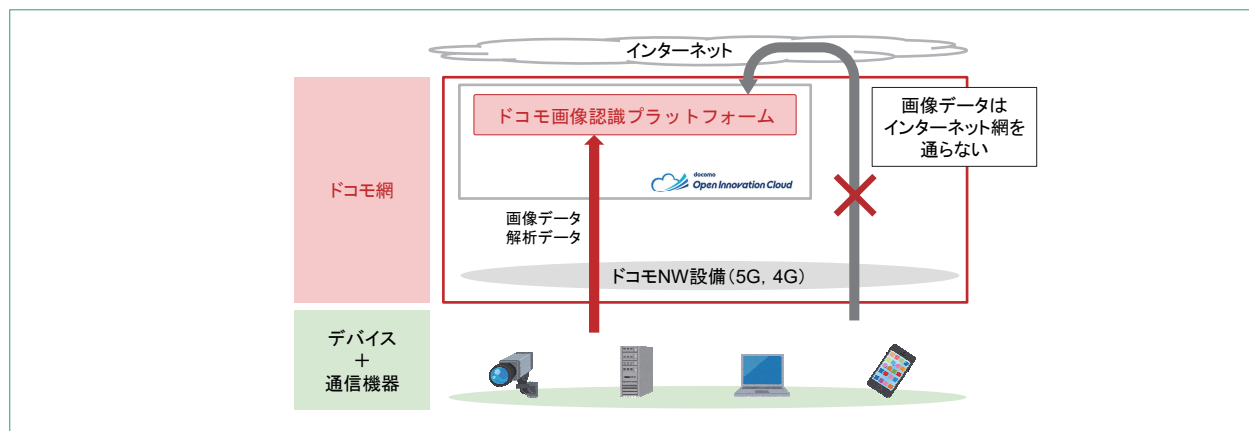 インターネット
ドコモ画像認識プラットフォーム
画像データは
インターネット網を
通らない
docomo
Open Innovation Cloud
ドコモ網
画像データ
解析データ
ドコモNW設備（5G, 4G）
デバイス
＋
通信機器